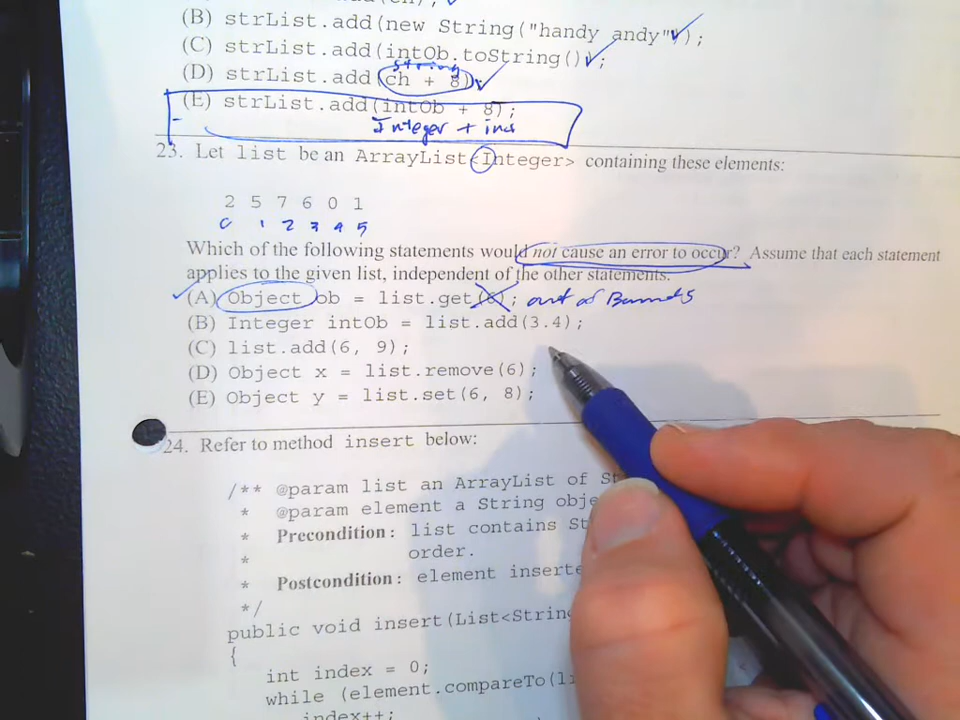 (B) strList.add(new String("handy andy"));
(C) strList.add(intOb.toString());
string
(D) strList.add(ch + 8);
(E) strList.add(intOb + 8);
Integer + int
23. Let list be an ArrayList<Integer> containing these elements:
2 5 7 6 0 1
0 1 2 3 4 5
Which of the following statements would not cause an error to occur? Assume that each statement
applies to the given list, independent of the other statements.
(A) Object ob = list.get(6); out of Bounds
(B) Integer intOb = list.add(3.4);
(C) list.add(6, 9);
(D) Object x = list.remove(6);
(E) Object y = list.set(6, 8);
24. Refer to method insert below:
/** @param list an ArrayList of
* @param element a String
* Precondition: list contains
* order.
* Postcondition: element
*/
public void insert(List<String
{
int index = 0;
while (element.compareTo(
index++;